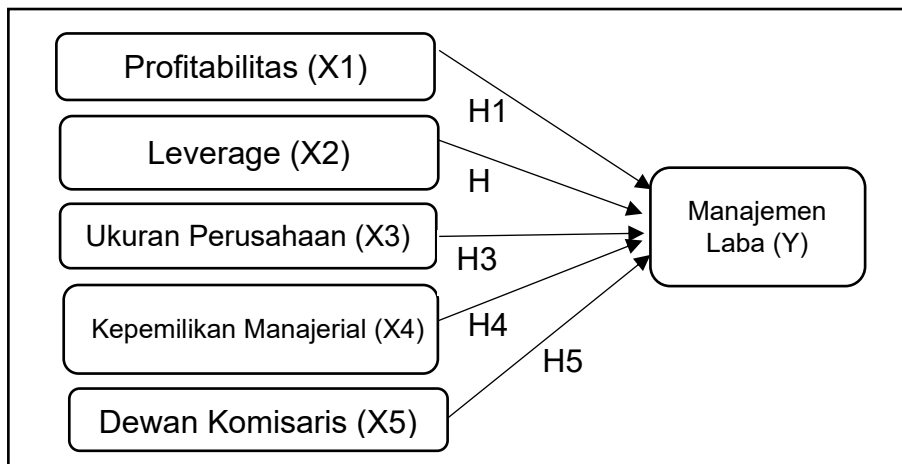 Profitabilitas (X1)
H1
Leverage (X2)
H
Manajemen
Laba (Y)
Ukuran Perusahaan (X3)
H3
Kepemilikan Manajerial (X4)
H4
H5
Dewan Komisaris (X5)